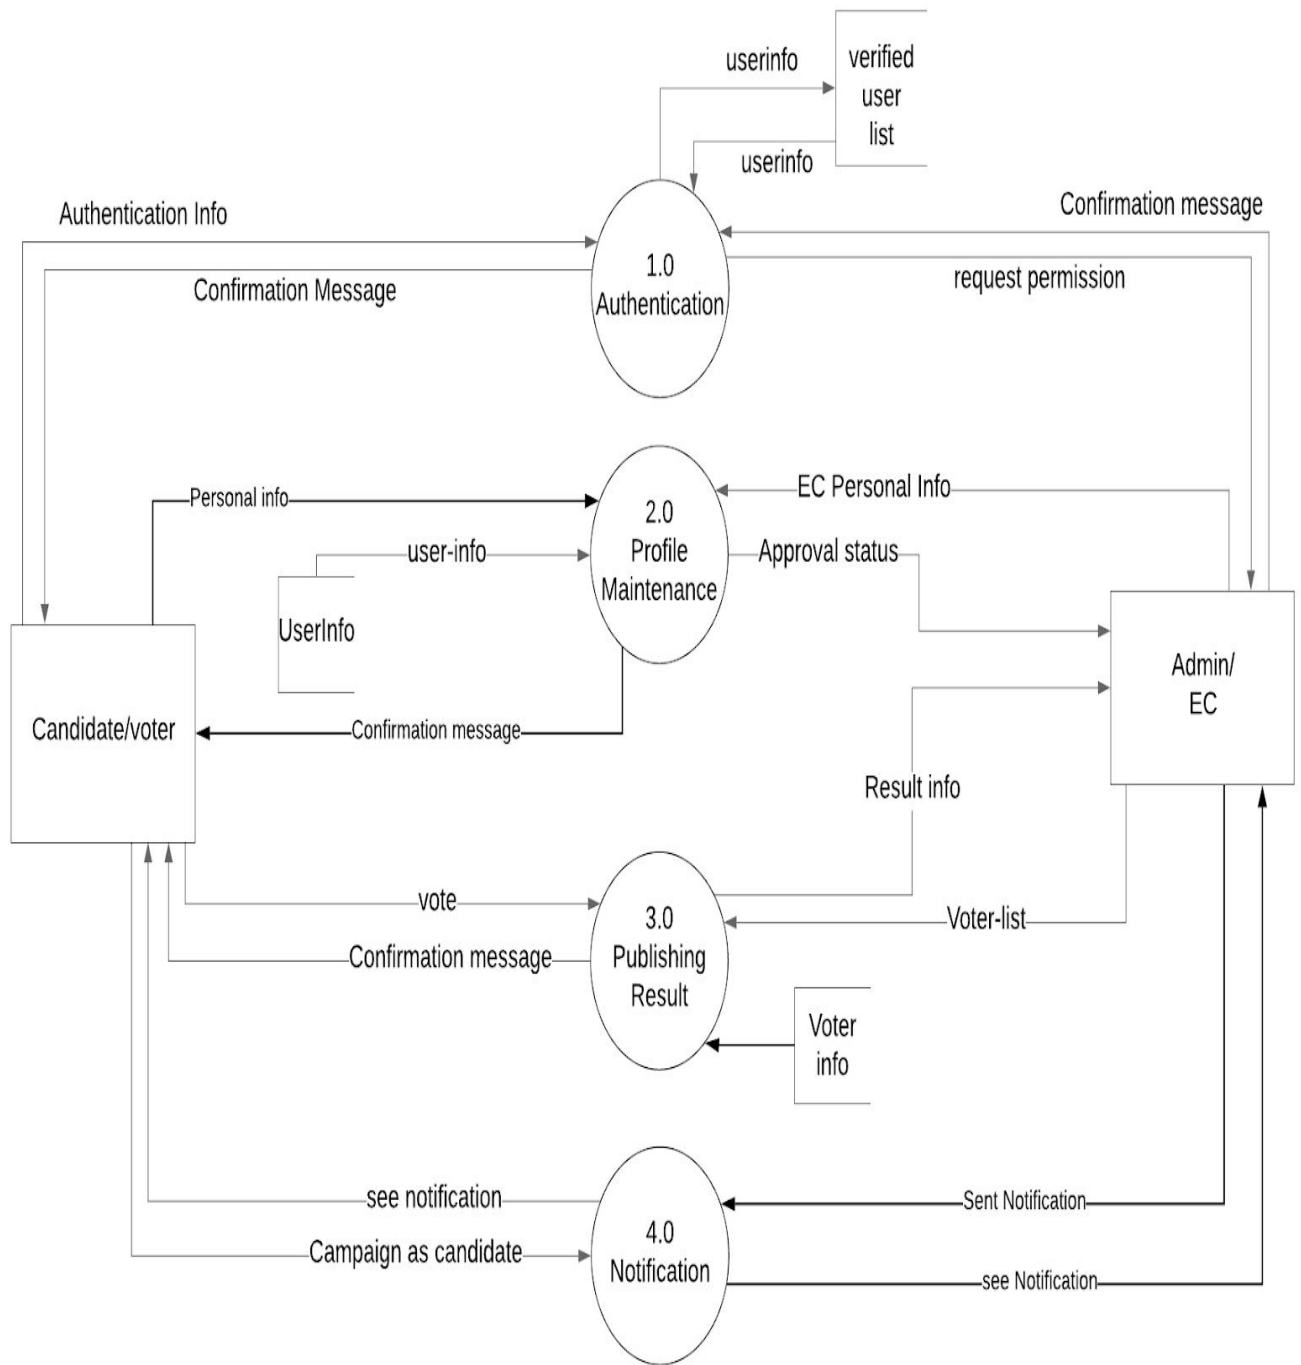 userinfo
verified
user
list
userinfo
Authentication Info
Confirmation message
1.0
Authentication
request permission
Confirmation Message
Personal info
EC Personal Info
2.0
Profile
Maintenance
user-info
Approval status
UserInfo
Admin/
EC
Candidate/voter
Confirmation message
Result info
vote
3.0
Publishing
Result
Voter-list
Confirmation message
Voter
info
see notification
Sent Notification
4.0
Notification
Campaign as candidate
see Notification